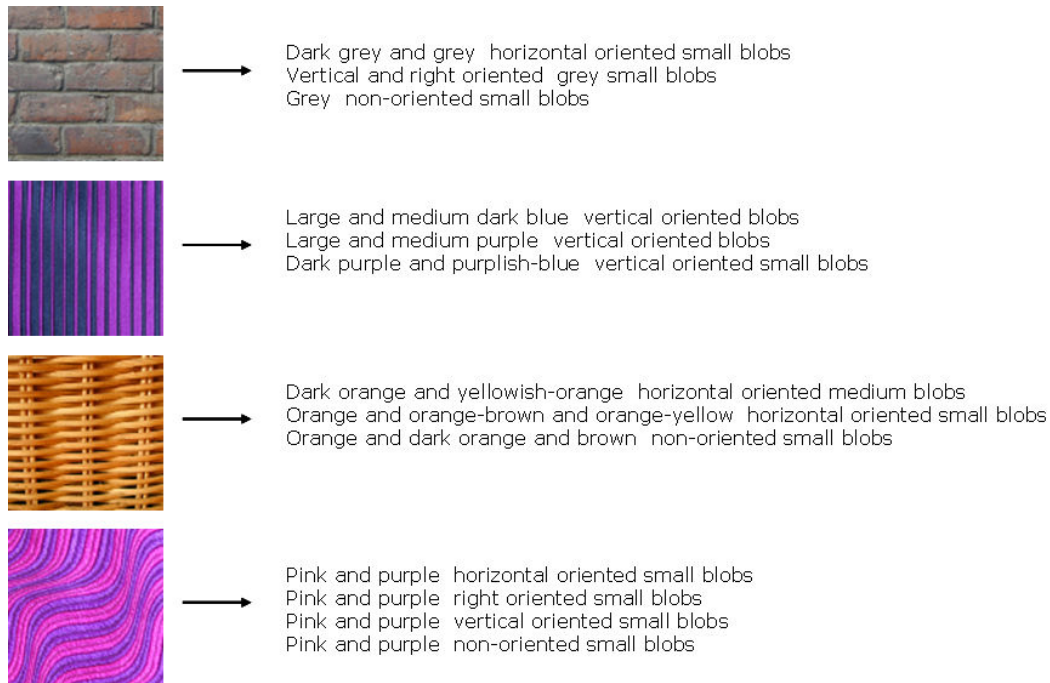 Dark grey and grey horizontal oriented small blobs
Vertical and right oriented grey small blobs
Grey non-oriented small blobs
Large and medium dark blue vertical oriented blobs
Large and medium purple vertical oriented blobs
Dark purple and purplish-blue vertical oriented small blobs
Dark orange and yellowish-orange horizontal oriented medium blobs
Orange and orange-brown and orange-yellow horizontal oriented small blobs
Orange and dark orange and brown non-oriented small blobs
Pink and purple horizontal oriented small blobs
Pink and purple right oriented small blobs
Pink and purple vertical oriented small blobs
Pink and purple non-oriented small blobs